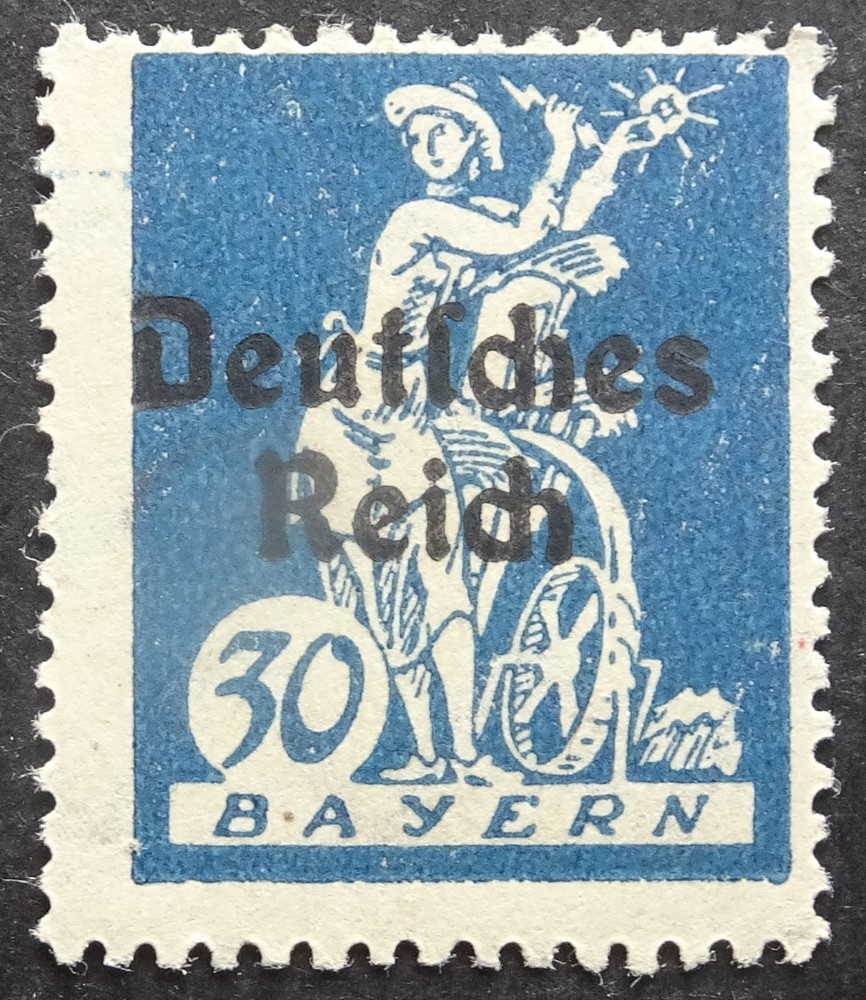 Deutſches
Reich
30
BAYERN